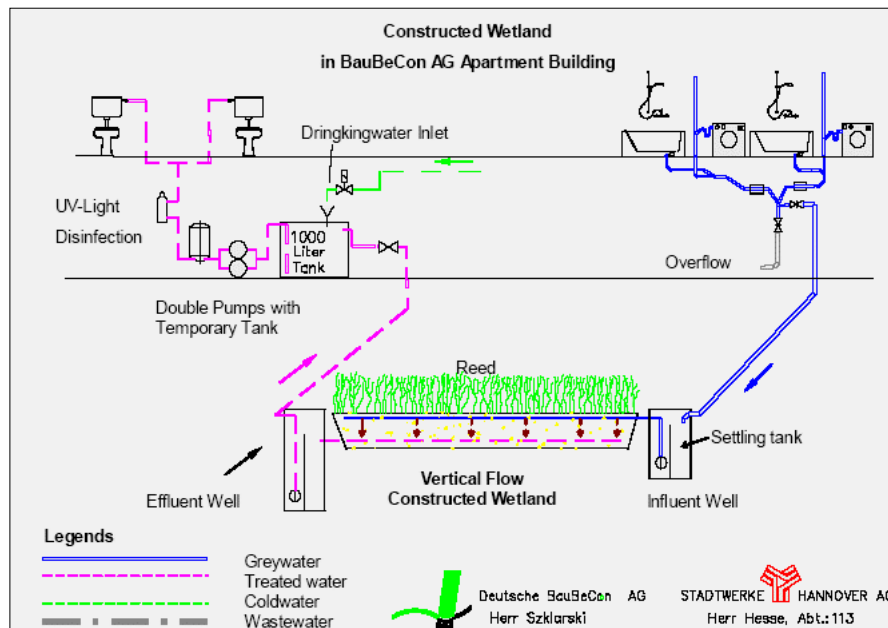 Constructed Wetland
in BauBeCon AG Apartment Building
Dringkingwater Inlet
UV-Light
Disinfection
1000
Liter
Tank
Overflow
Double Pumps with
Temporary Tank
Reed
Settling tank
Effluent Well
Vertical Flow
Constructed Wetland
Influent Well
Legends
Greywater
Treated water
Coldwater
Wastewater
Deutsche BauBeCon AG
Herr Szklarski
STADTWERKE HANNOVER AG
Herr Hesse, Abt.:113